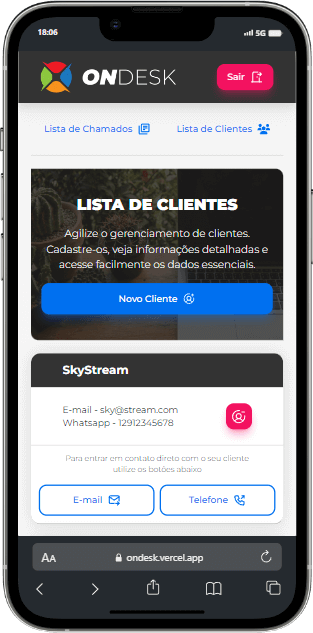 18:06
5G
ONDESK
Sair
Lista de Chamados
Lista de Clientes
LISTA DE CLIENTES
Agilize o gerenciamento de clientes.
Cadastre-os, veja informações detalhadas e
acesse facilmente os dados essenciais.
Novo Cliente
SkyStream
E-mail - sky@stream.com
Whatsapp - 12912345678
Para entrar em contato direto com o seu cliente
utilize os botões abaixo
E-mail
Telefone
AA
ondesk.vercel.app